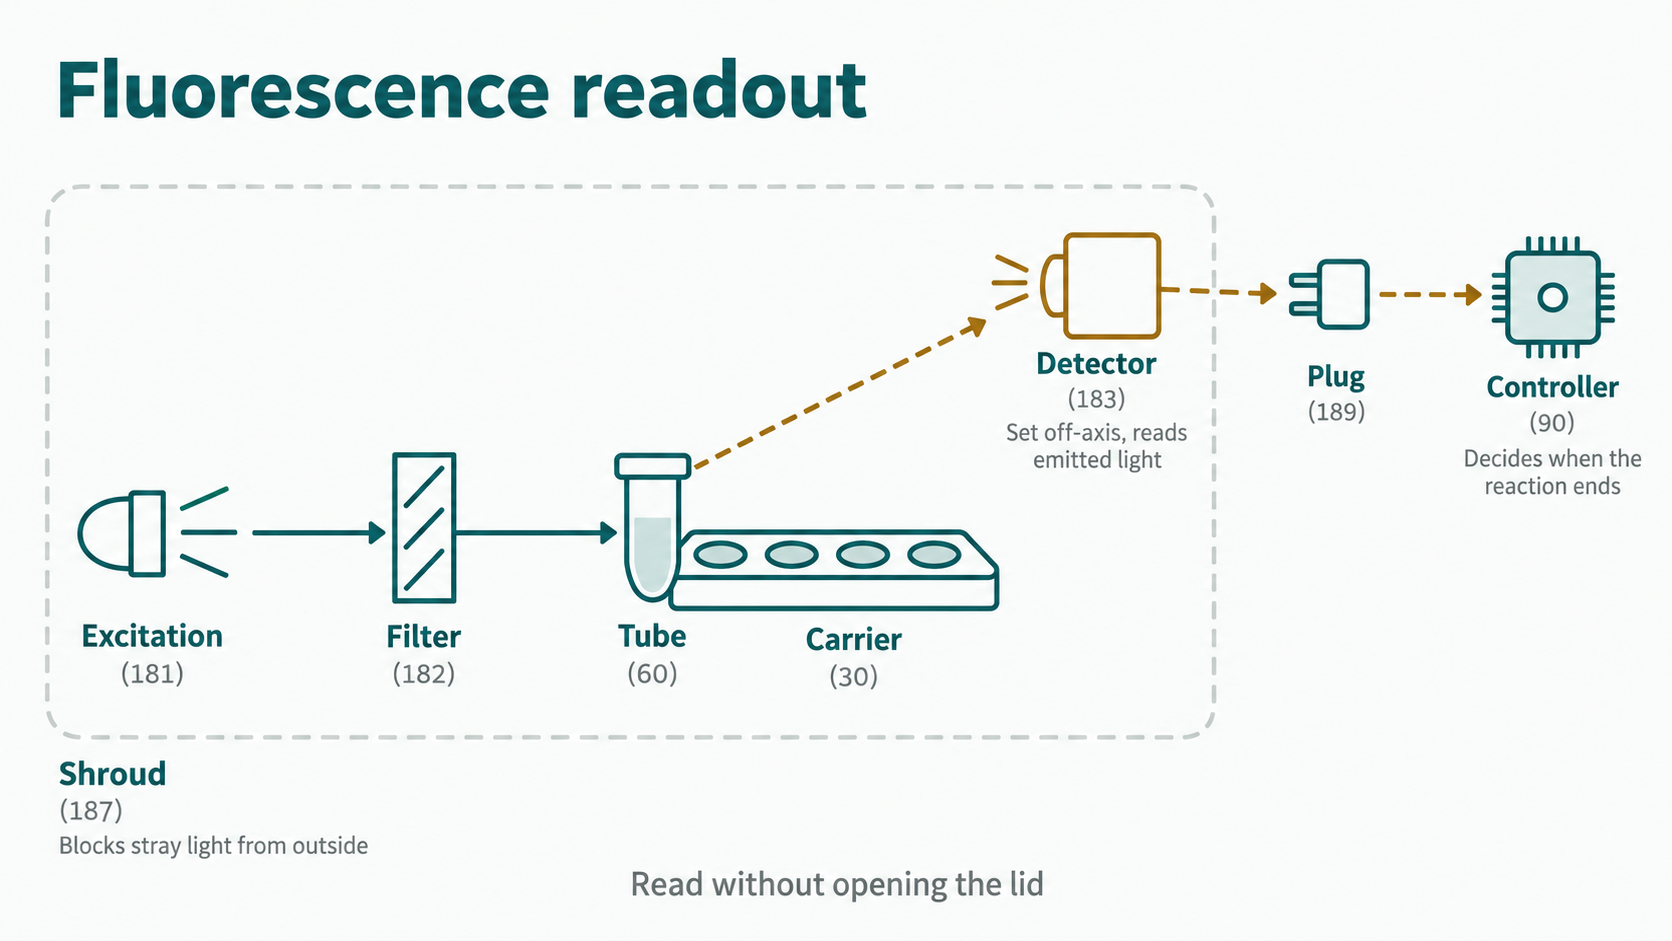 Fluorescence readout
Detector
(183)
Set off-axis, reads
emitted light
Plug
(189)
Controller
(90)
Decides when the
reaction ends
Excitation
(181)
Filter
(182)
Tube
(60)
Carrier
(30)
Shroud
(187)
Blocks stray light from outside
Read without opening the lid